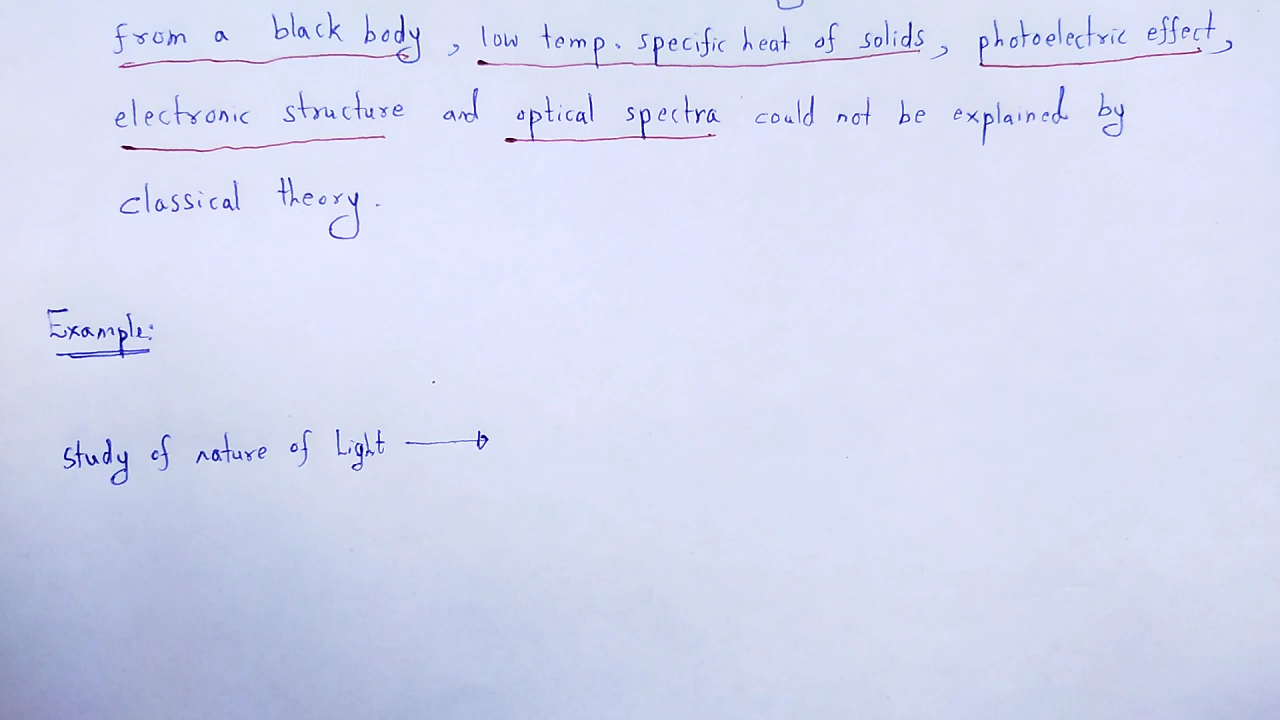 from a black body, low temp. specific heat of solids, photoelectric effect,
electronic structure and optical spectra could not be explained by
classical theory.
Example:
study of nature of Light →